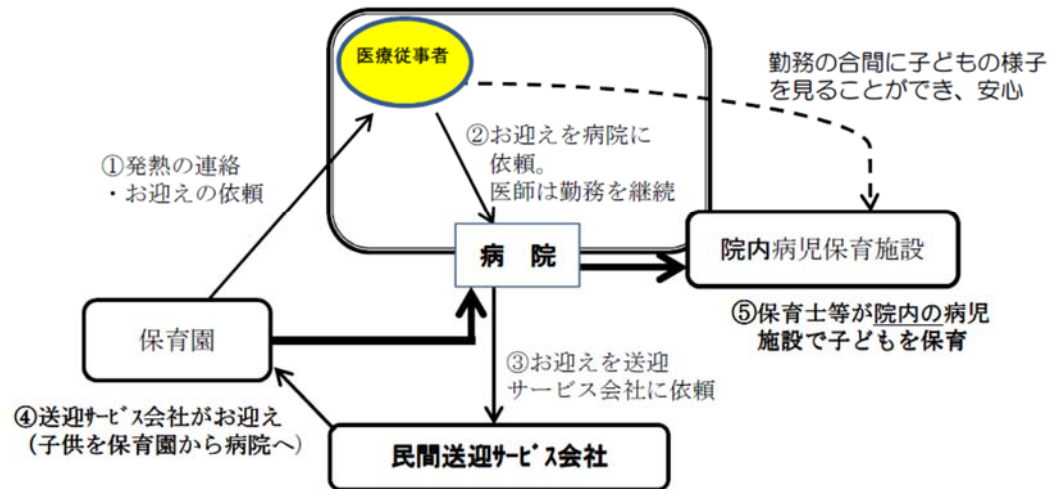 医療従事者
勤務の合間に子どもの様子
を見ることができ、安心
①発熱の連絡
・お迎えの依頼
②お迎えを病院に
依頼。
医師は勤務を継続
病 院
院内病児保育施設
⑤保育士等が院内の病児
施設で子どもを保育
保育園
③お迎えを送迎
サービス会社に依頼
④送迎ｻｰﾋﾞｽ会社がお迎え
（子供を保育園から病院へ）
民間送迎ｻｰﾋﾞｽ会社